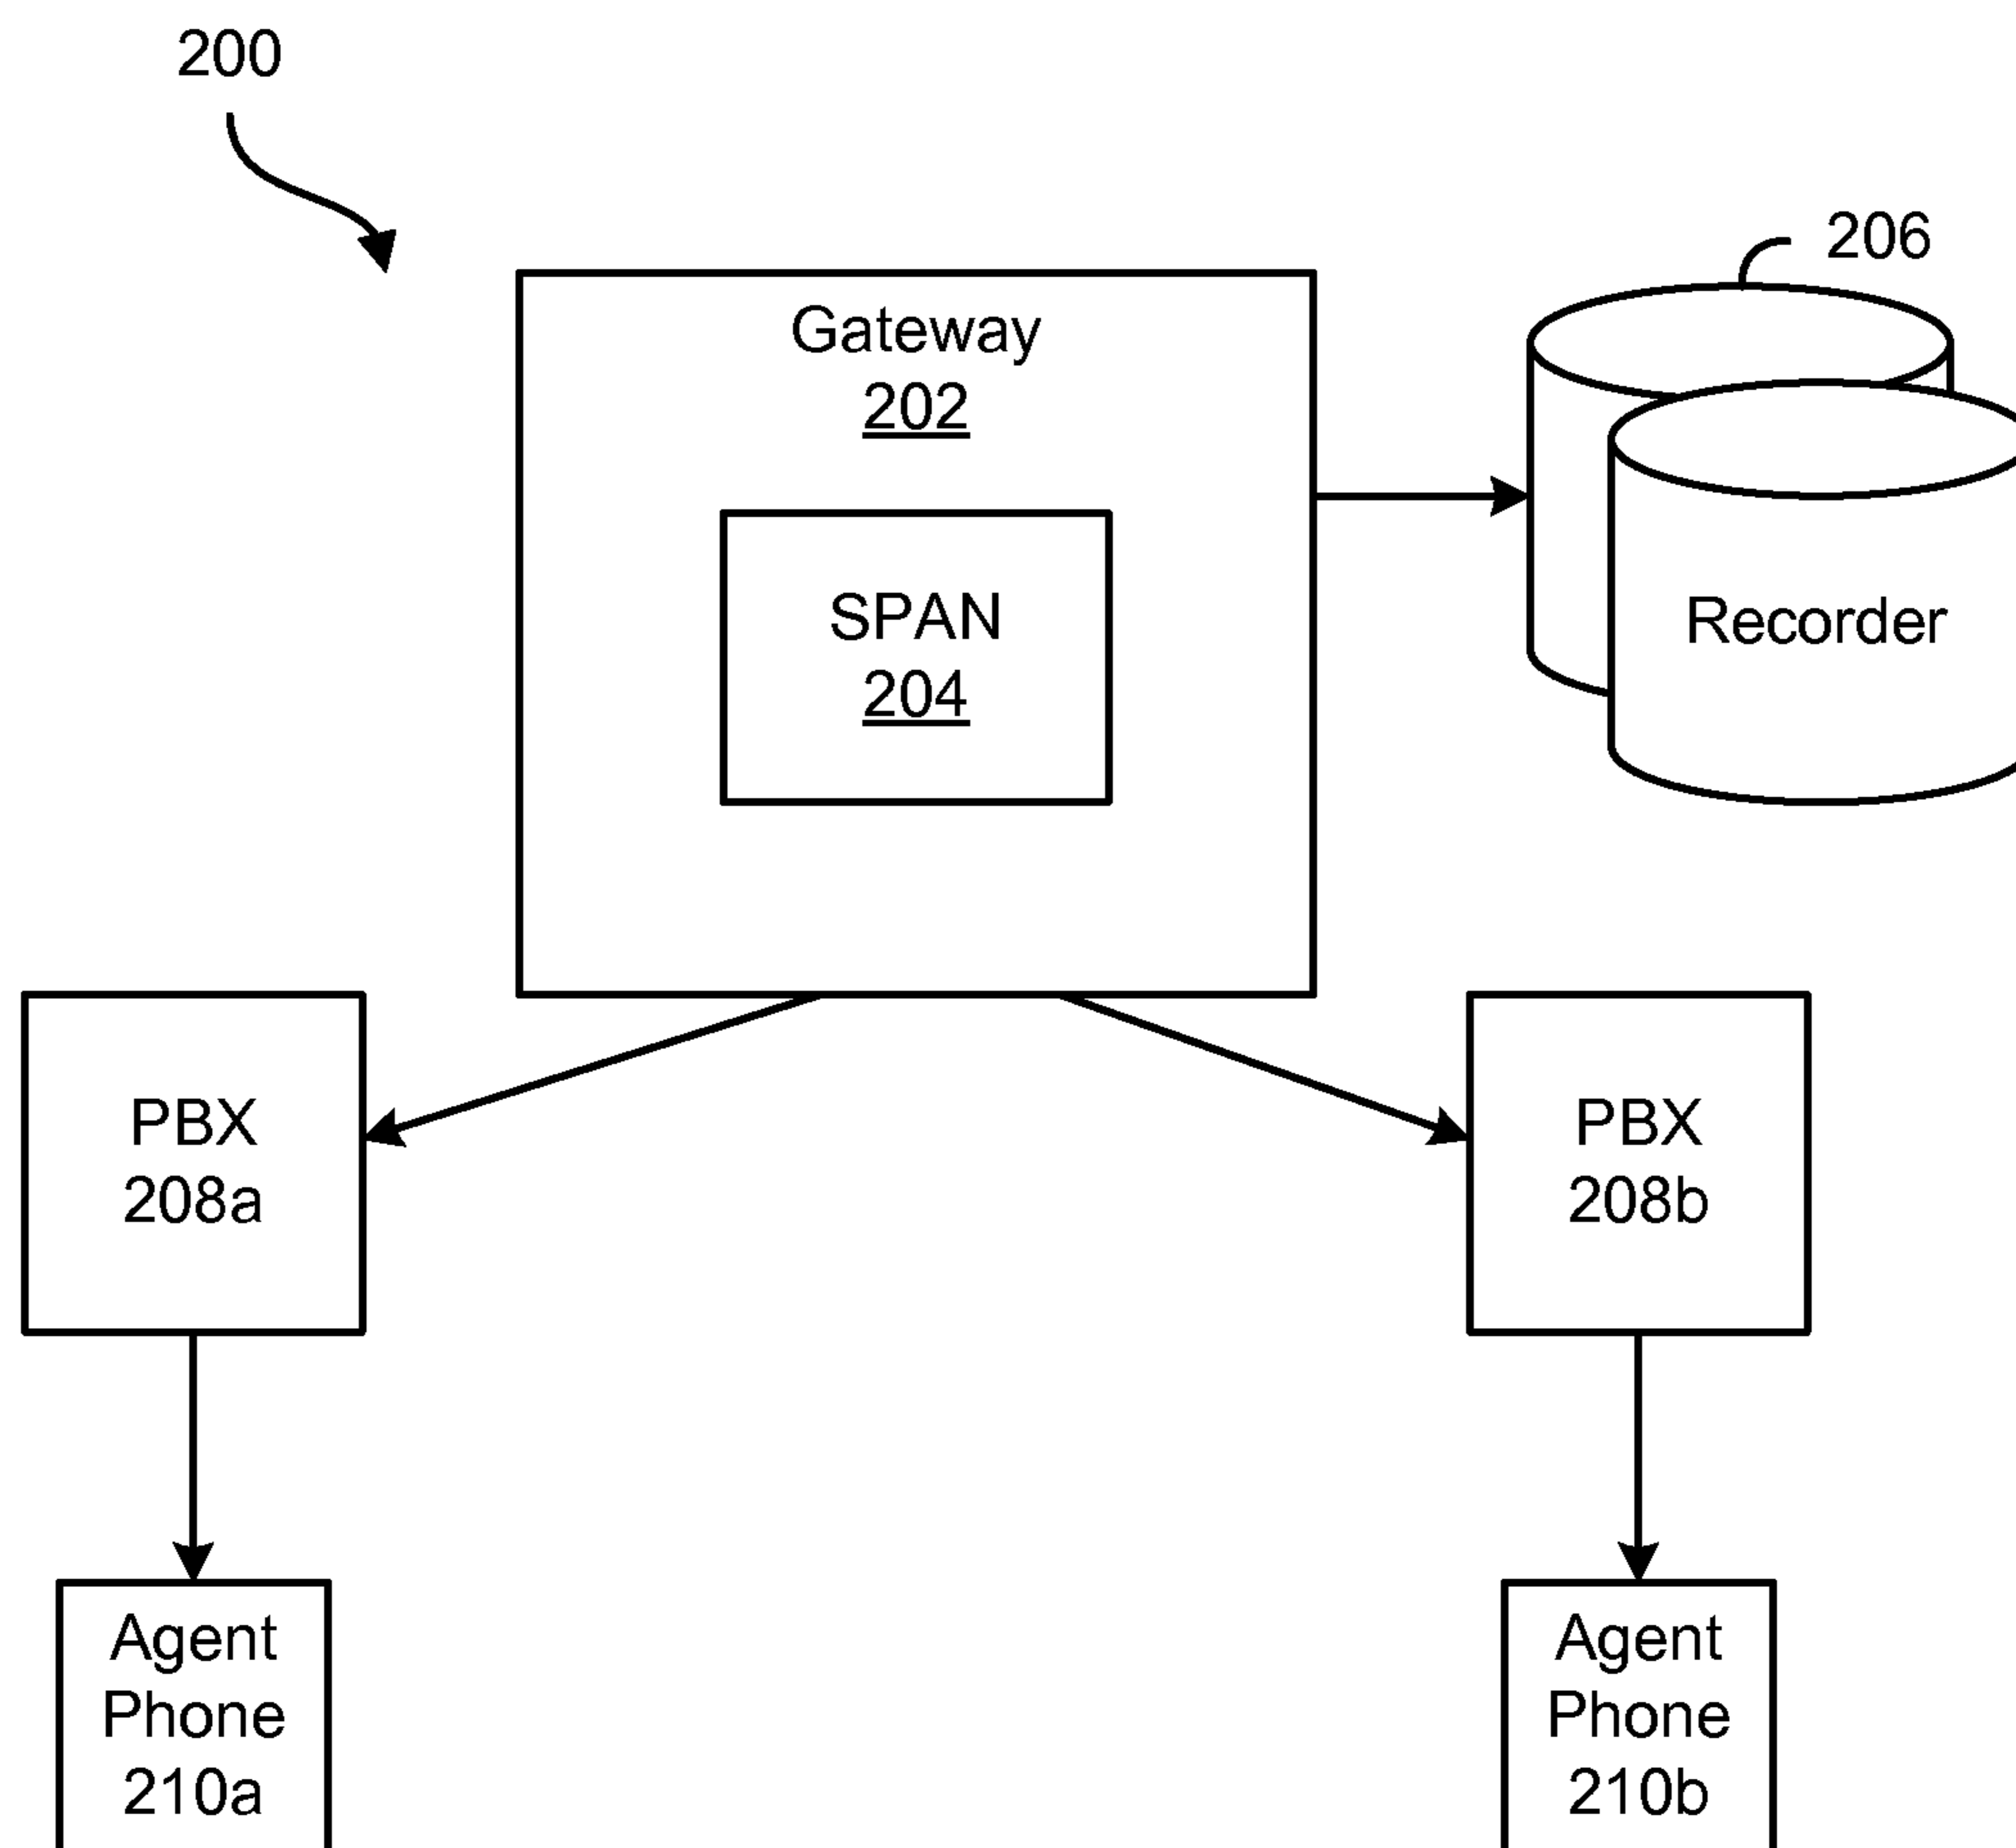 200
206
Gateway
202
SPAN
204
Recorder
PBX
208a
PBX
208b
Agent
Phone
210a
Agent
Phone
210b